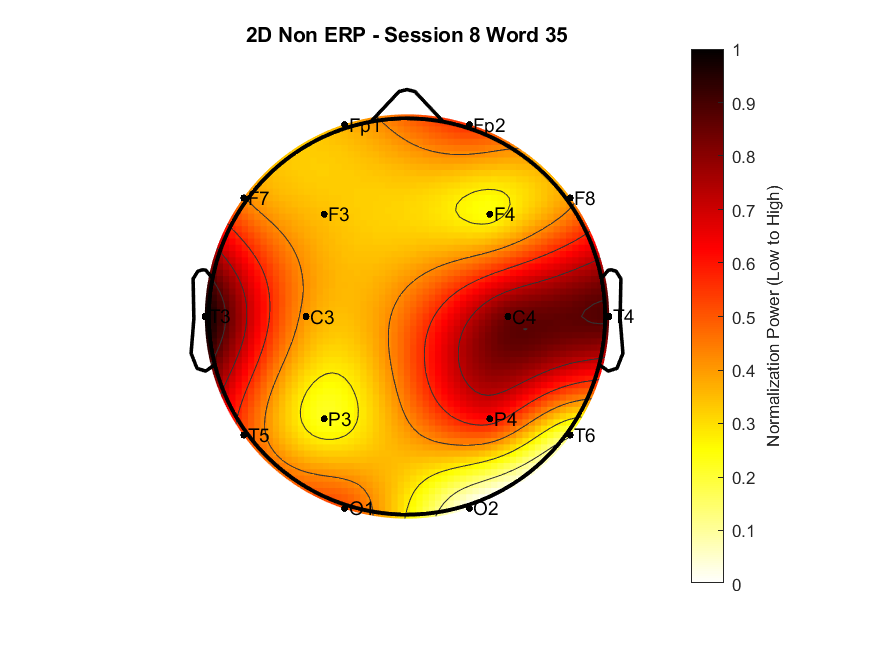 2D Non ERP - Session 8 Word 35
Fp1 Fp2
F7 F8
F3 F4
T3 C3 C4 T4
P3 P4
T5 T6
O1 O2
1
0.9
0.8
0.7
0.6
0.5
0.4
0.3
0.2
0.1
0
Normalization Power (Low to High)